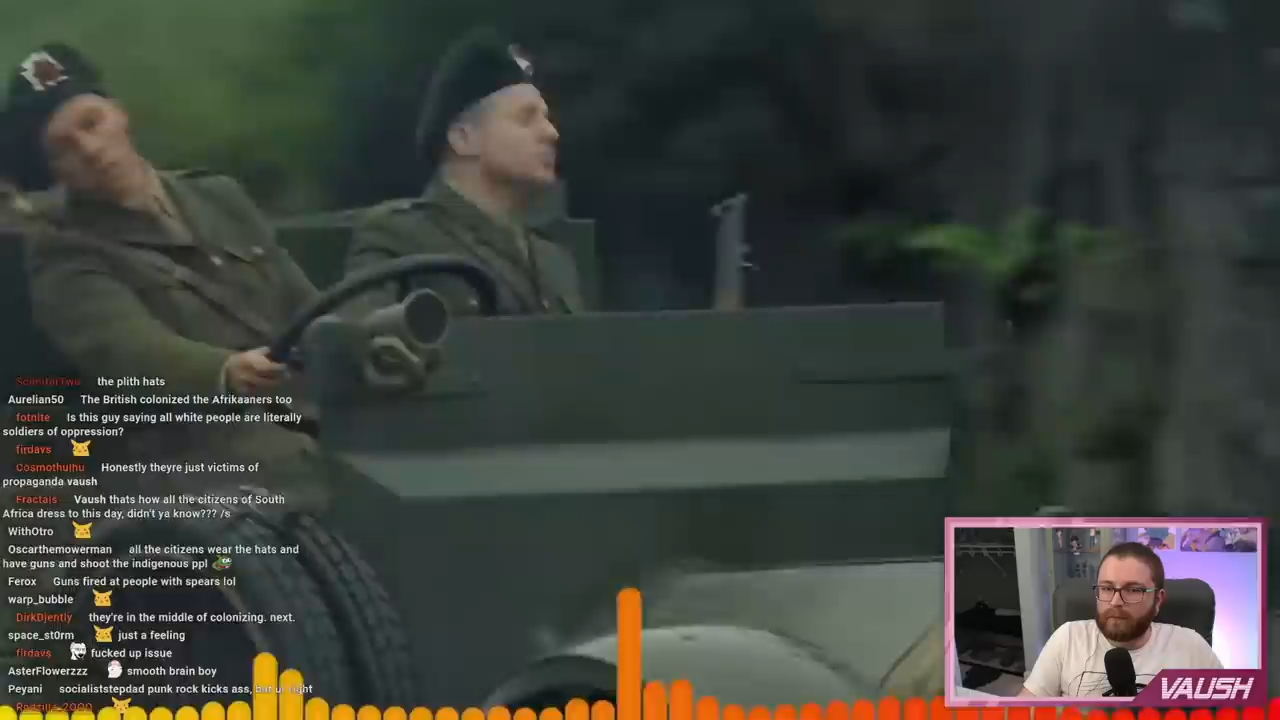 ScimitarTwo the plith hats
Aurelian50 The British colonized the Afrikaaners too
fotnite Is this guy saying all white people are literally
soldiers of oppression?
firdavs
Cosmothulhu Honestly theyre just victims of
propaganda vaush
Fractals Vaush thats how all the citizens of South
Africa dress to this day, didn't ya know??? /s
WithOtro
Oscarthemowerman all the citizens wear the hats and
have guns and shoot the indigenous ppl
Ferox Guns fired at people with spears lol
warp_bubble
DirkDjently they're in the middle of colonizing. next.
space_st0rm just a feeling
firdavs fucked up issue
AsterFlowerzzz smooth brain boy
Peyani socialiststepdad punk rock kicks ass, but ur right
Rodzilla_2000
VAUSH